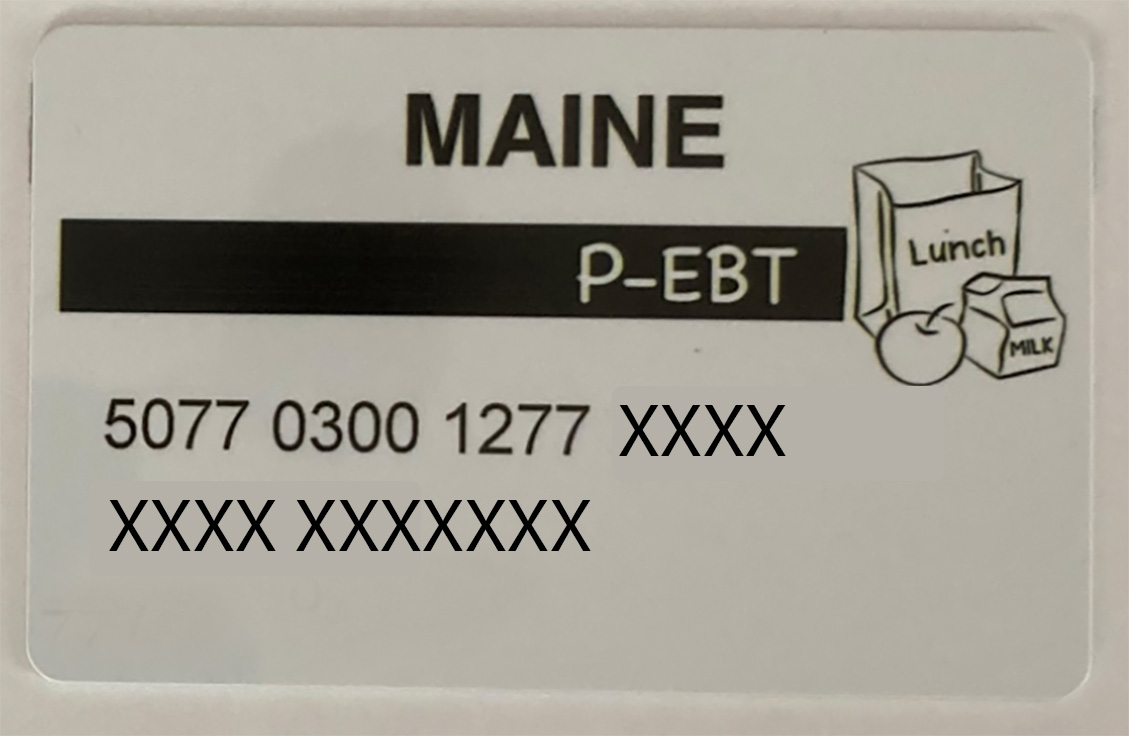 MAINE
P-EBT
Lunch
MILK
5077 0300 1277 XXXX
XXXX XXXXXXX